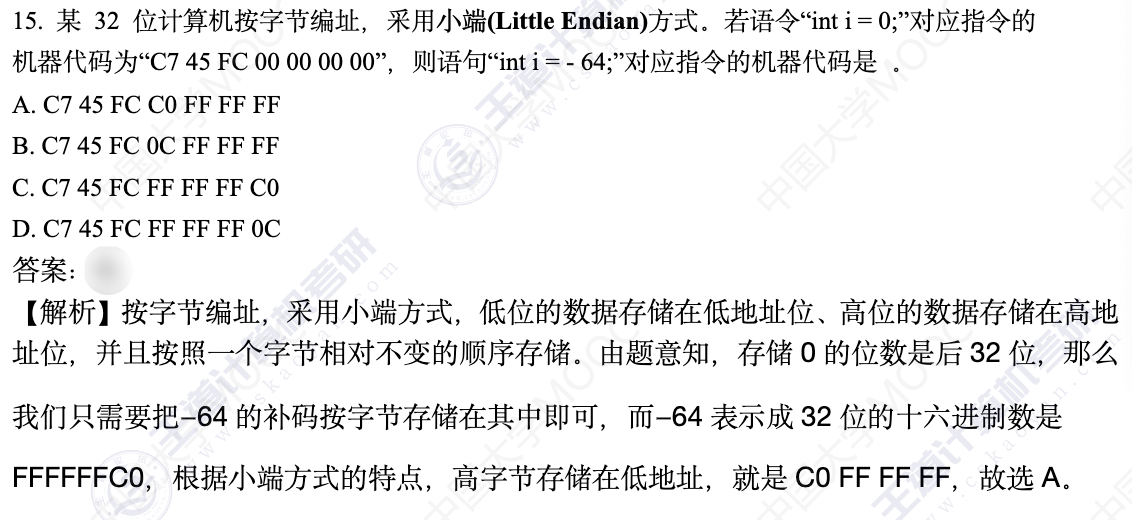 15. 某 32 位计算机按字节编址，采用小端(Little Endian)方式。若语令“int i = 0;”对应指令的
机器代码为“C7 45 FC 00 00 00 00”，则语句“int i = - 64;”对应指令的机器代码是 。
A. C7 45 FC C0 FF FF FF
B. C7 45 FC 0C FF FF FF
C. C7 45 FC FF FF FF C0
D. C7 45 FC FF FF FF 0C
答案：
【解析】按字节编址，采用小端方式，低位的数据存储在低地址位、高位的数据存储在高地
址位，并且按照一个字节相对不变的顺序存储。由题意知，存储 0 的位数是后 32 位，那么
我们只需要把–64 的补码按字节存储在其中即可，而–64 表示成 32 位的十六进制数是
FFFFFFC0，根据小端方式的特点，高字节存储在低地址，就是 C0 FF FF FF，故选 A。